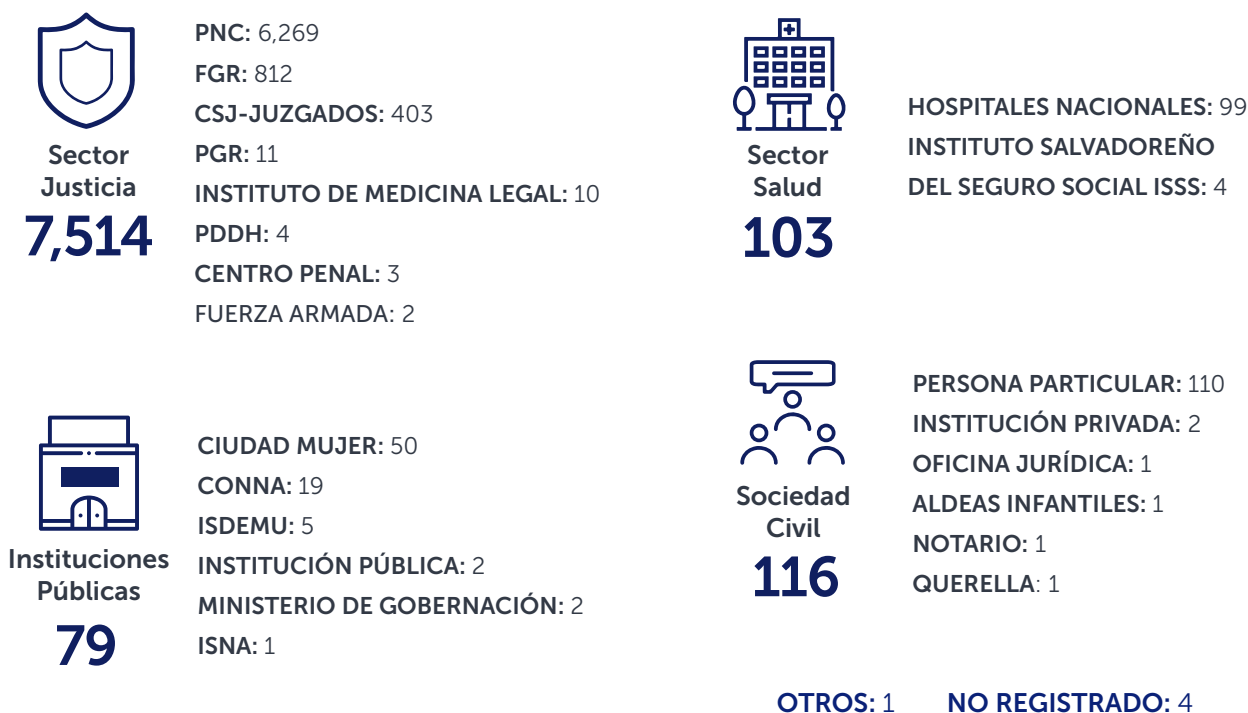 Sector
Justicia
7,514
PNC: 6,269
FGR: 812
CSJ-JUZGADOS: 403
PGR: 11
INSTITUTO DE MEDICINA LEGAL: 10
PDDH: 4
CENTRO PENAL: 3
FUERZA ARMADA: 2
Sector
Salud
103
HOSPITALES NACIONALES: 99
INSTITUTO SALVADOREÑO
DEL SEGURO SOCIAL ISSS: 4
Instituciones
Públicas
79
CIUDAD MUJER: 50
CONNA: 19
ISDEMU: 5
INSTITUCIÓN PÚBLICA: 2
MINISTERIO DE GOBERNACIÓN: 2
ISNA: 1
Sociedad
Civil
116
PERSONA PARTICULAR: 110
INSTITUCIÓN PRIVADA: 2
OFICINA JURÍDICA: 1
ALDEAS INFANTILES: 1
NOTARIO: 1
QUERELLA: 1
OTROS: 1 NO REGISTRADO: 4